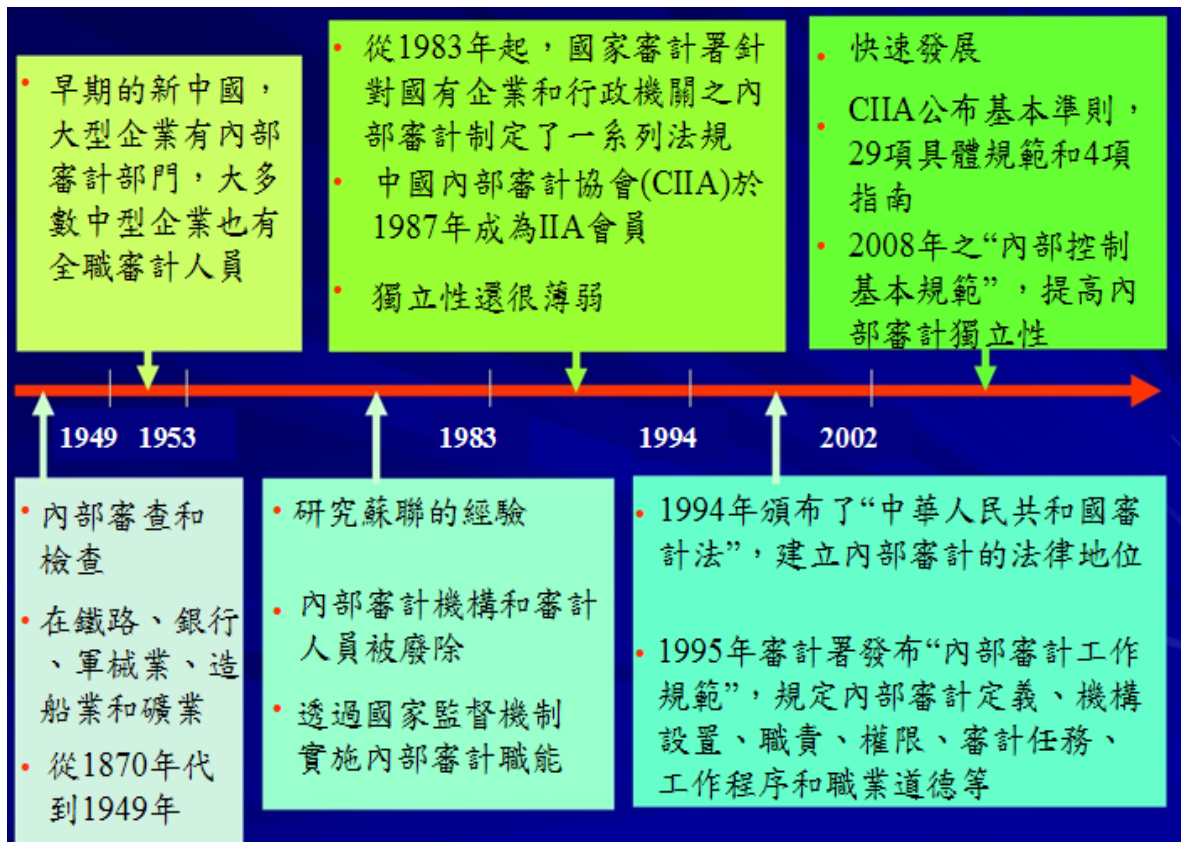 • 早期的新中國，
大型企業有內部
審計部門，大多
數中型企業也有
全職審計人員
• 從1983年起，國家審計署針
對國有企業和行政機關之內
部審計制定了一系列法規
• 中國內部審計協會(CIIA)於
1987年成為IIA會員
• 獨立性還很薄弱
• 快速發展
• CIIA公布基本準則，
29項具體規範和4項
指南
• 2008年之“內部控制
基本規範”，提高內
部審計獨立性
1949 1953 1983 1994 2002
• 內部審查和
檢查
• 在鐵路、銀行
、軍械業、造
船業和礦業
• 從1870年代
到1949年
• 研究蘇聯的經驗
• 內部審計機構和審計
人員被廢除
• 透過國家監督機制
實施內部審計職能
• 1994年頒布了“中華人民共和國審
計法”，建立內部審計的法律地位
• 1995年審計署發布“內部審計工作
規範”，規定內部審計定義、機構
設置、職責、權限、審計任務、
工作程序和職業道德等